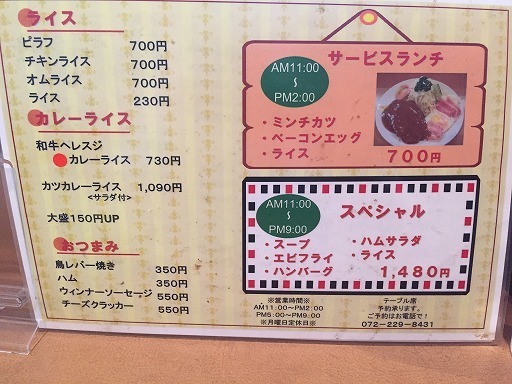 ライス
ピラフ 700円
チキンライス 700円
オムライス 700円
ライス 230円
カレーライス
和牛ヘレスジ
カレーライス 730円
カツカレーライス 1,090円
<サラダ付>
大盛150円UP
おつまみ
鳥レバー焼き 350円
ハム 350円
ウィンナーソーセージ 550円
チーズクラッカー 550円
サービスランチ
AM11:00
～
PM2:00
・ミンチカツ
・ベーコンエッグ
・ライス
700円
AM11:00
～
PM9:00
スペシャル
・スープ ・ハムサラダ
・エビフライ ・ライス
・ハンバーグ 1,480円
※営業時間※
AM11:00～PM2:00
PM5:00～PM9:00
※月曜日定休日※
テーブル席
予約承ります。
ご予約はお電話で！
072-229-8431